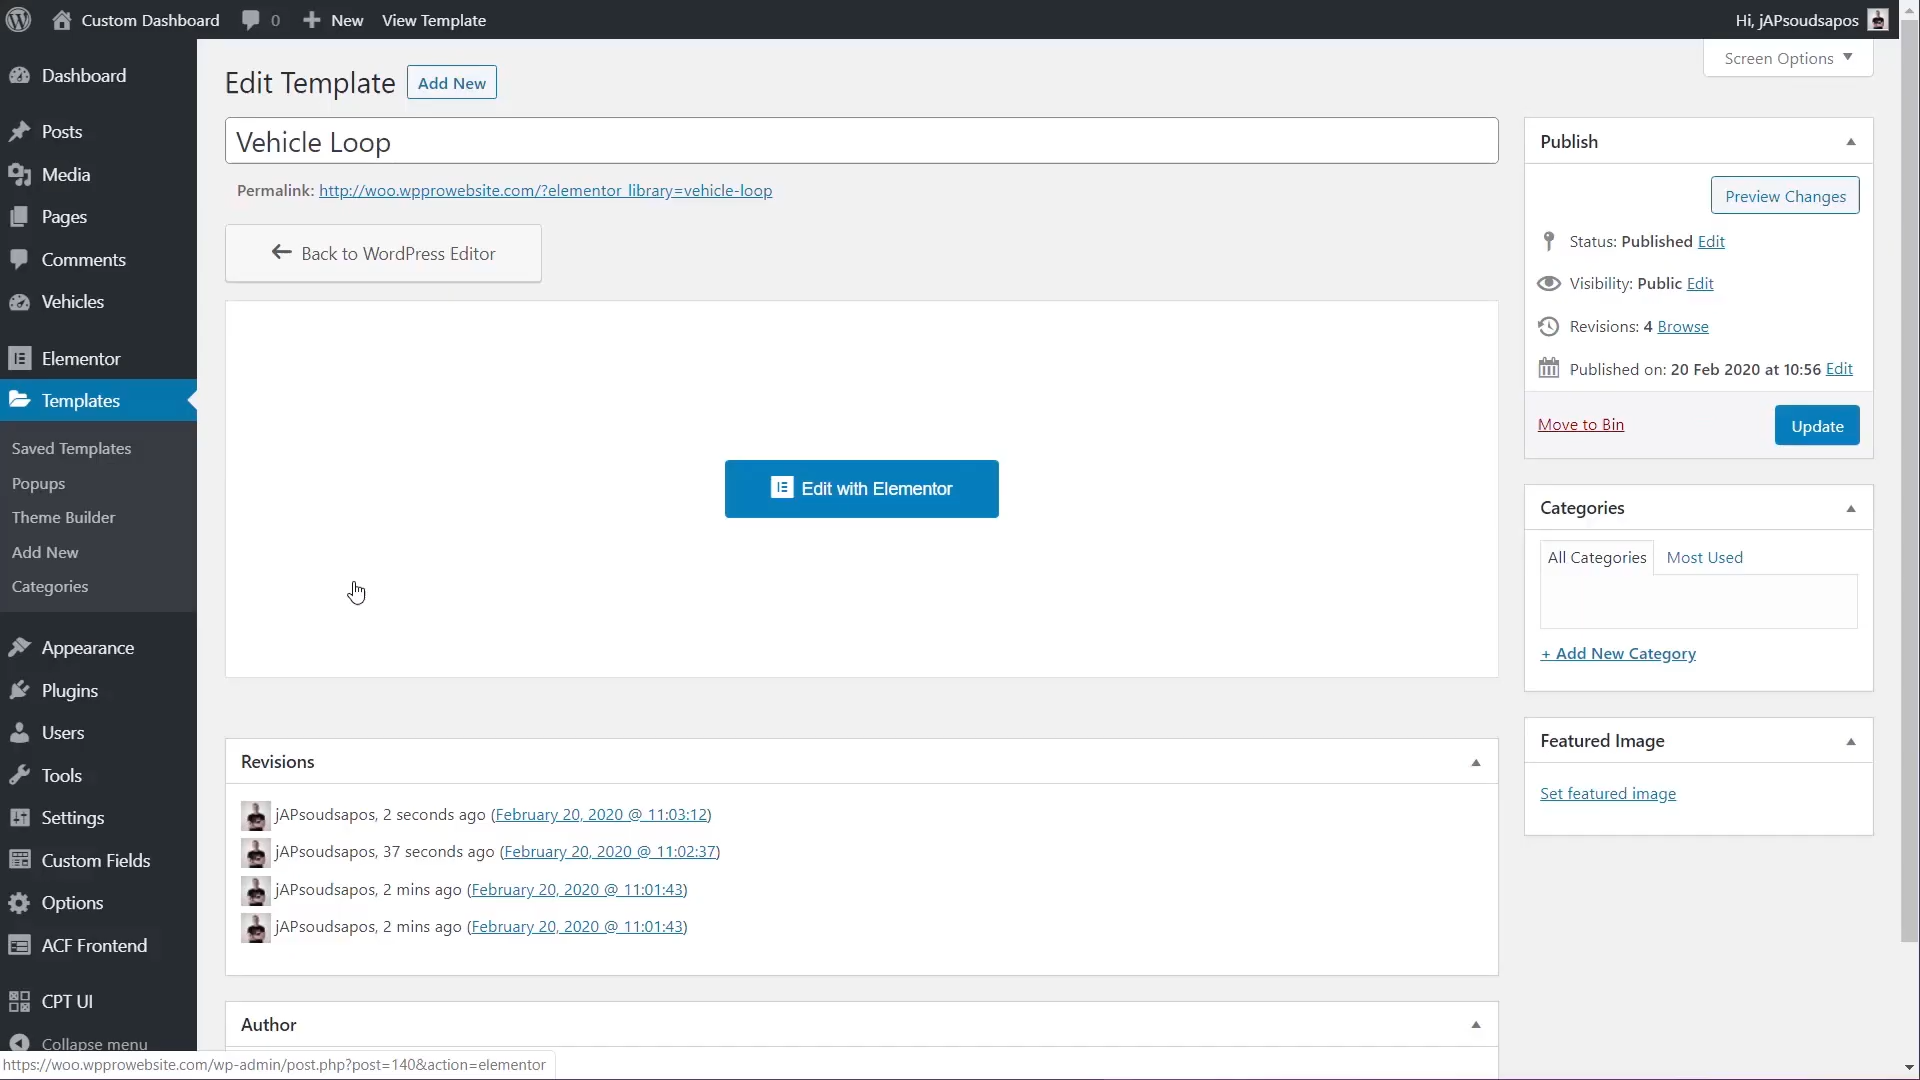 Custom Dashboard
0
New
View Template
Hi, jAPsoudsapos
Screen Options
Dashboard
Posts
Media
Pages
Comments
Vehicles
Elementor
Templates
Saved Templates
Popups
Theme Builder
Add New
Categories
Appearance
Plugins
Users
Tools
Settings
Custom Fields
Options
ACF Frontend
CPT UI
Collapse menu
Edit Template
Add New
Vehicle Loop
Permalink: http://woo.wpprowebsite.com/?elementor_library=vehicle-loop
Back to WordPress Editor
Edit with Elementor
Revisions
jAPsoudsapos, 2 seconds ago (February 20, 2020 @ 11:03:12)
jAPsoudsapos, 37 seconds ago (February 20, 2020 @ 11:02:37)
jAPsoudsapos, 2 mins ago (February 20, 2020 @ 11:01:43)
jAPsoudsapos, 2 mins ago (February 20, 2020 @ 11:01:43)
Author
Publish
Preview Changes
Status: Published Edit
Visibility: Public Edit
Revisions: 4 Browse
Published on: 20 Feb 2020 at 10:56 Edit
Move to Bin
Update
Categories
All Categories
Most Used
+ Add New Category
Featured Image
Set featured image
https://woo.wpprowebsite.com/wp-admin/post.php?post=140&action=elementor